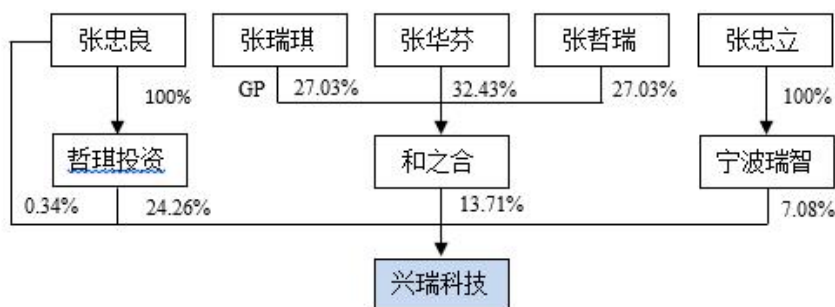 张忠良 张瑞琪 张华芬 张哲瑞 张忠立
100% GP 27.03% 32.43% 27.03% 100%
哲琪投资 和之合 宁波瑞智
0.34% 24.26% 13.71% 7.08%
兴瑞科技